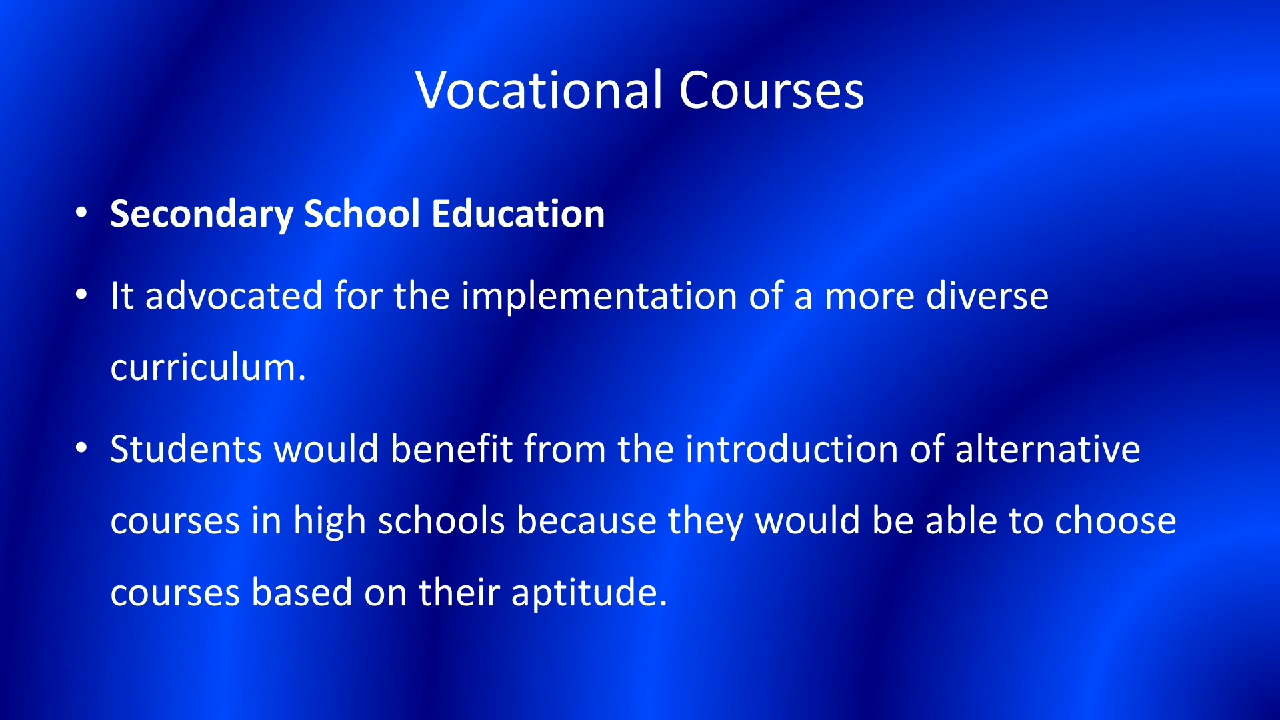 Vocational Courses
• Secondary School Education
• It advocated for the implementation of a more diverse
curriculum.
• Students would benefit from the introduction of alternative
courses in high schools because they would be able to choose
courses based on their aptitude.